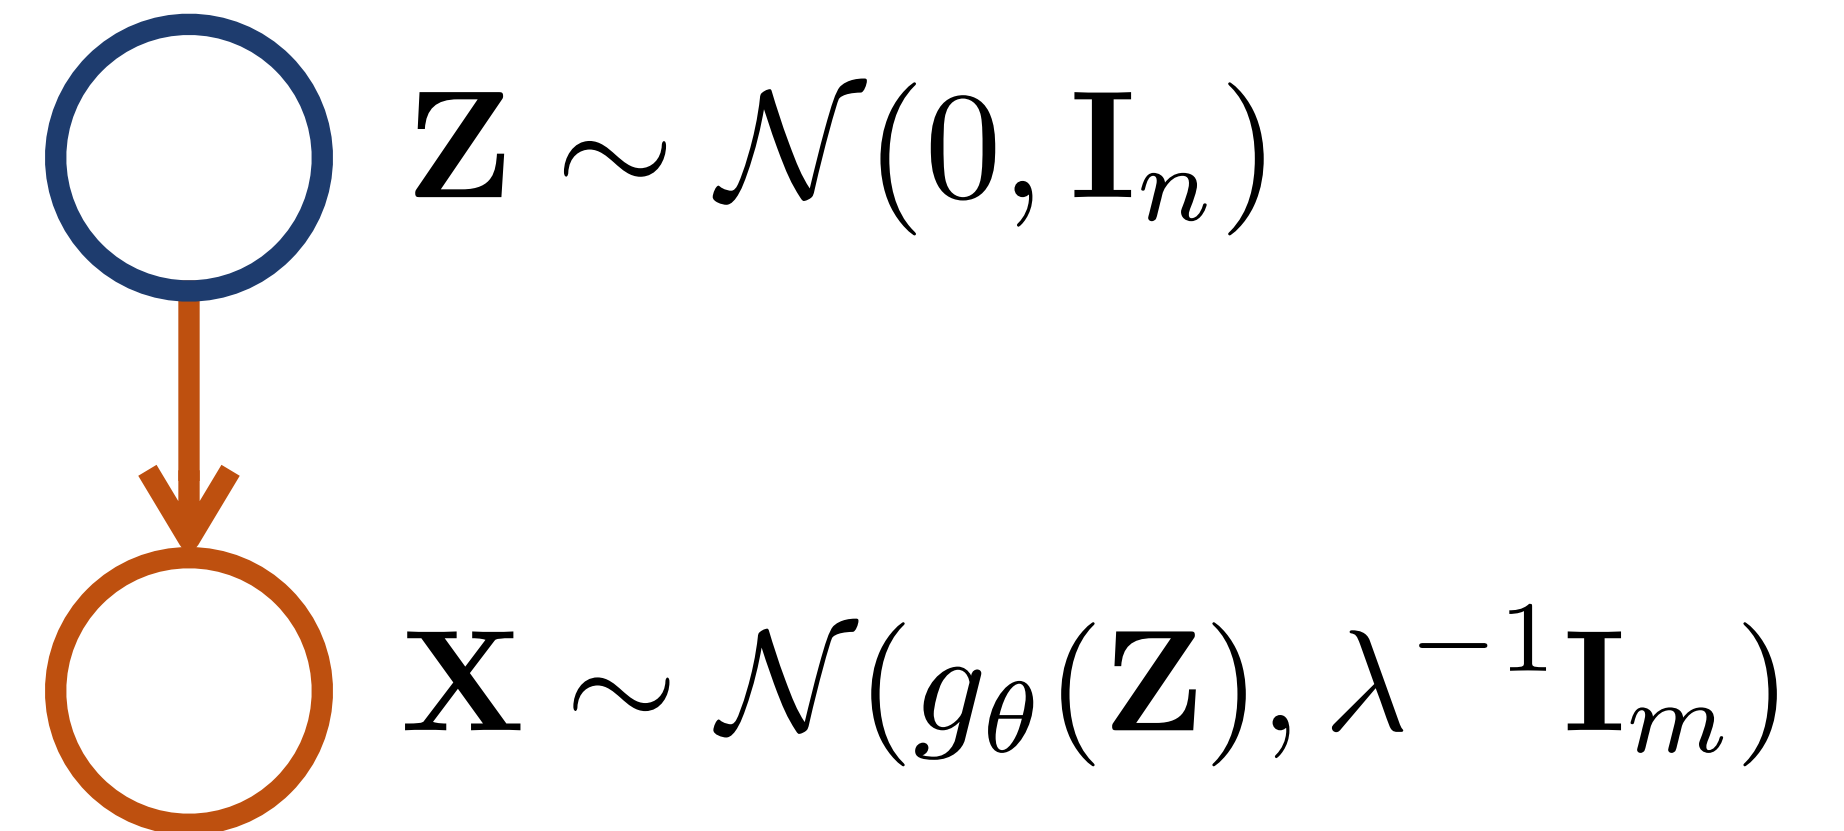 Z ∼ 𝒩(0, Iₙ)
X ∼ 𝒩(g_θ(Z), λ⁻¹Iₘ)